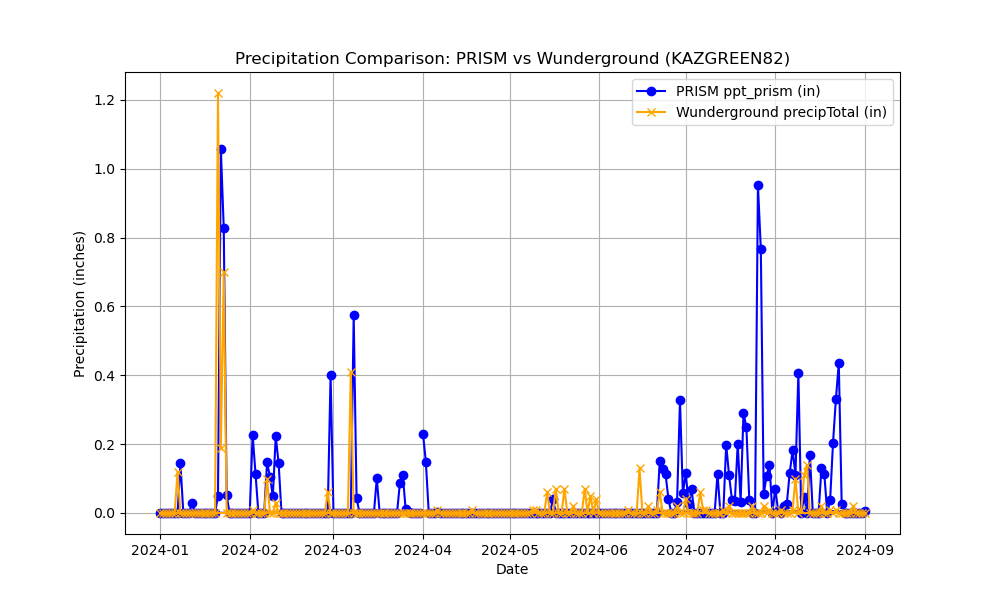 Precipitation Comparison: PRISM vs Wunderground (KAZGREEN82)
PRISM ppt_prism (in)
Wunderground precipTotal (in)
Precipitation (inches)
1.2
1.0
0.8
0.6
0.4
0.2
0.0
2024-01 2024-02 2024-03 2024-04 2024-05 2024-06 2024-07 2024-08 2024-09
Date